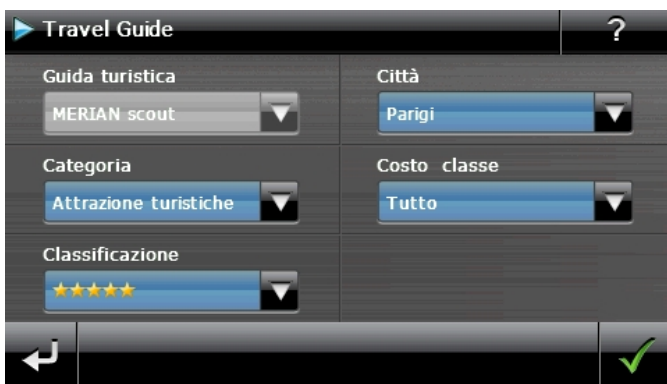 Travel Guide
?
Guida turistica
Città
MERIAN scout
Parigi
Categoria
Costo classe
Attrazione turistiche
Tutto
Classificazione